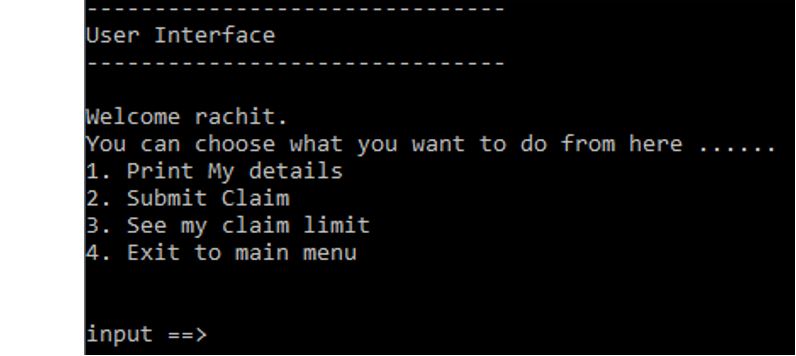 -------------------------------
User Interface
-------------------------------
Welcome rachit.
You can choose what you want to do from here ......
1. Print My details
2. Submit Claim
3. See my claim limit
4. Exit to main menu
input ==>